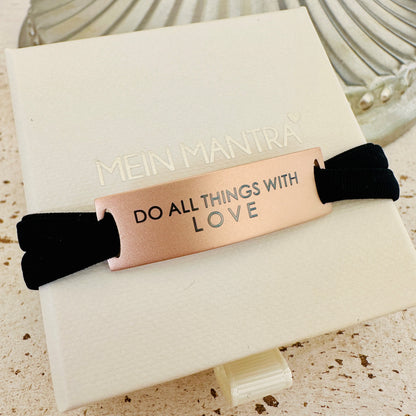 MEIN MANTRA
DO ALL THINGS WITH
LOVE